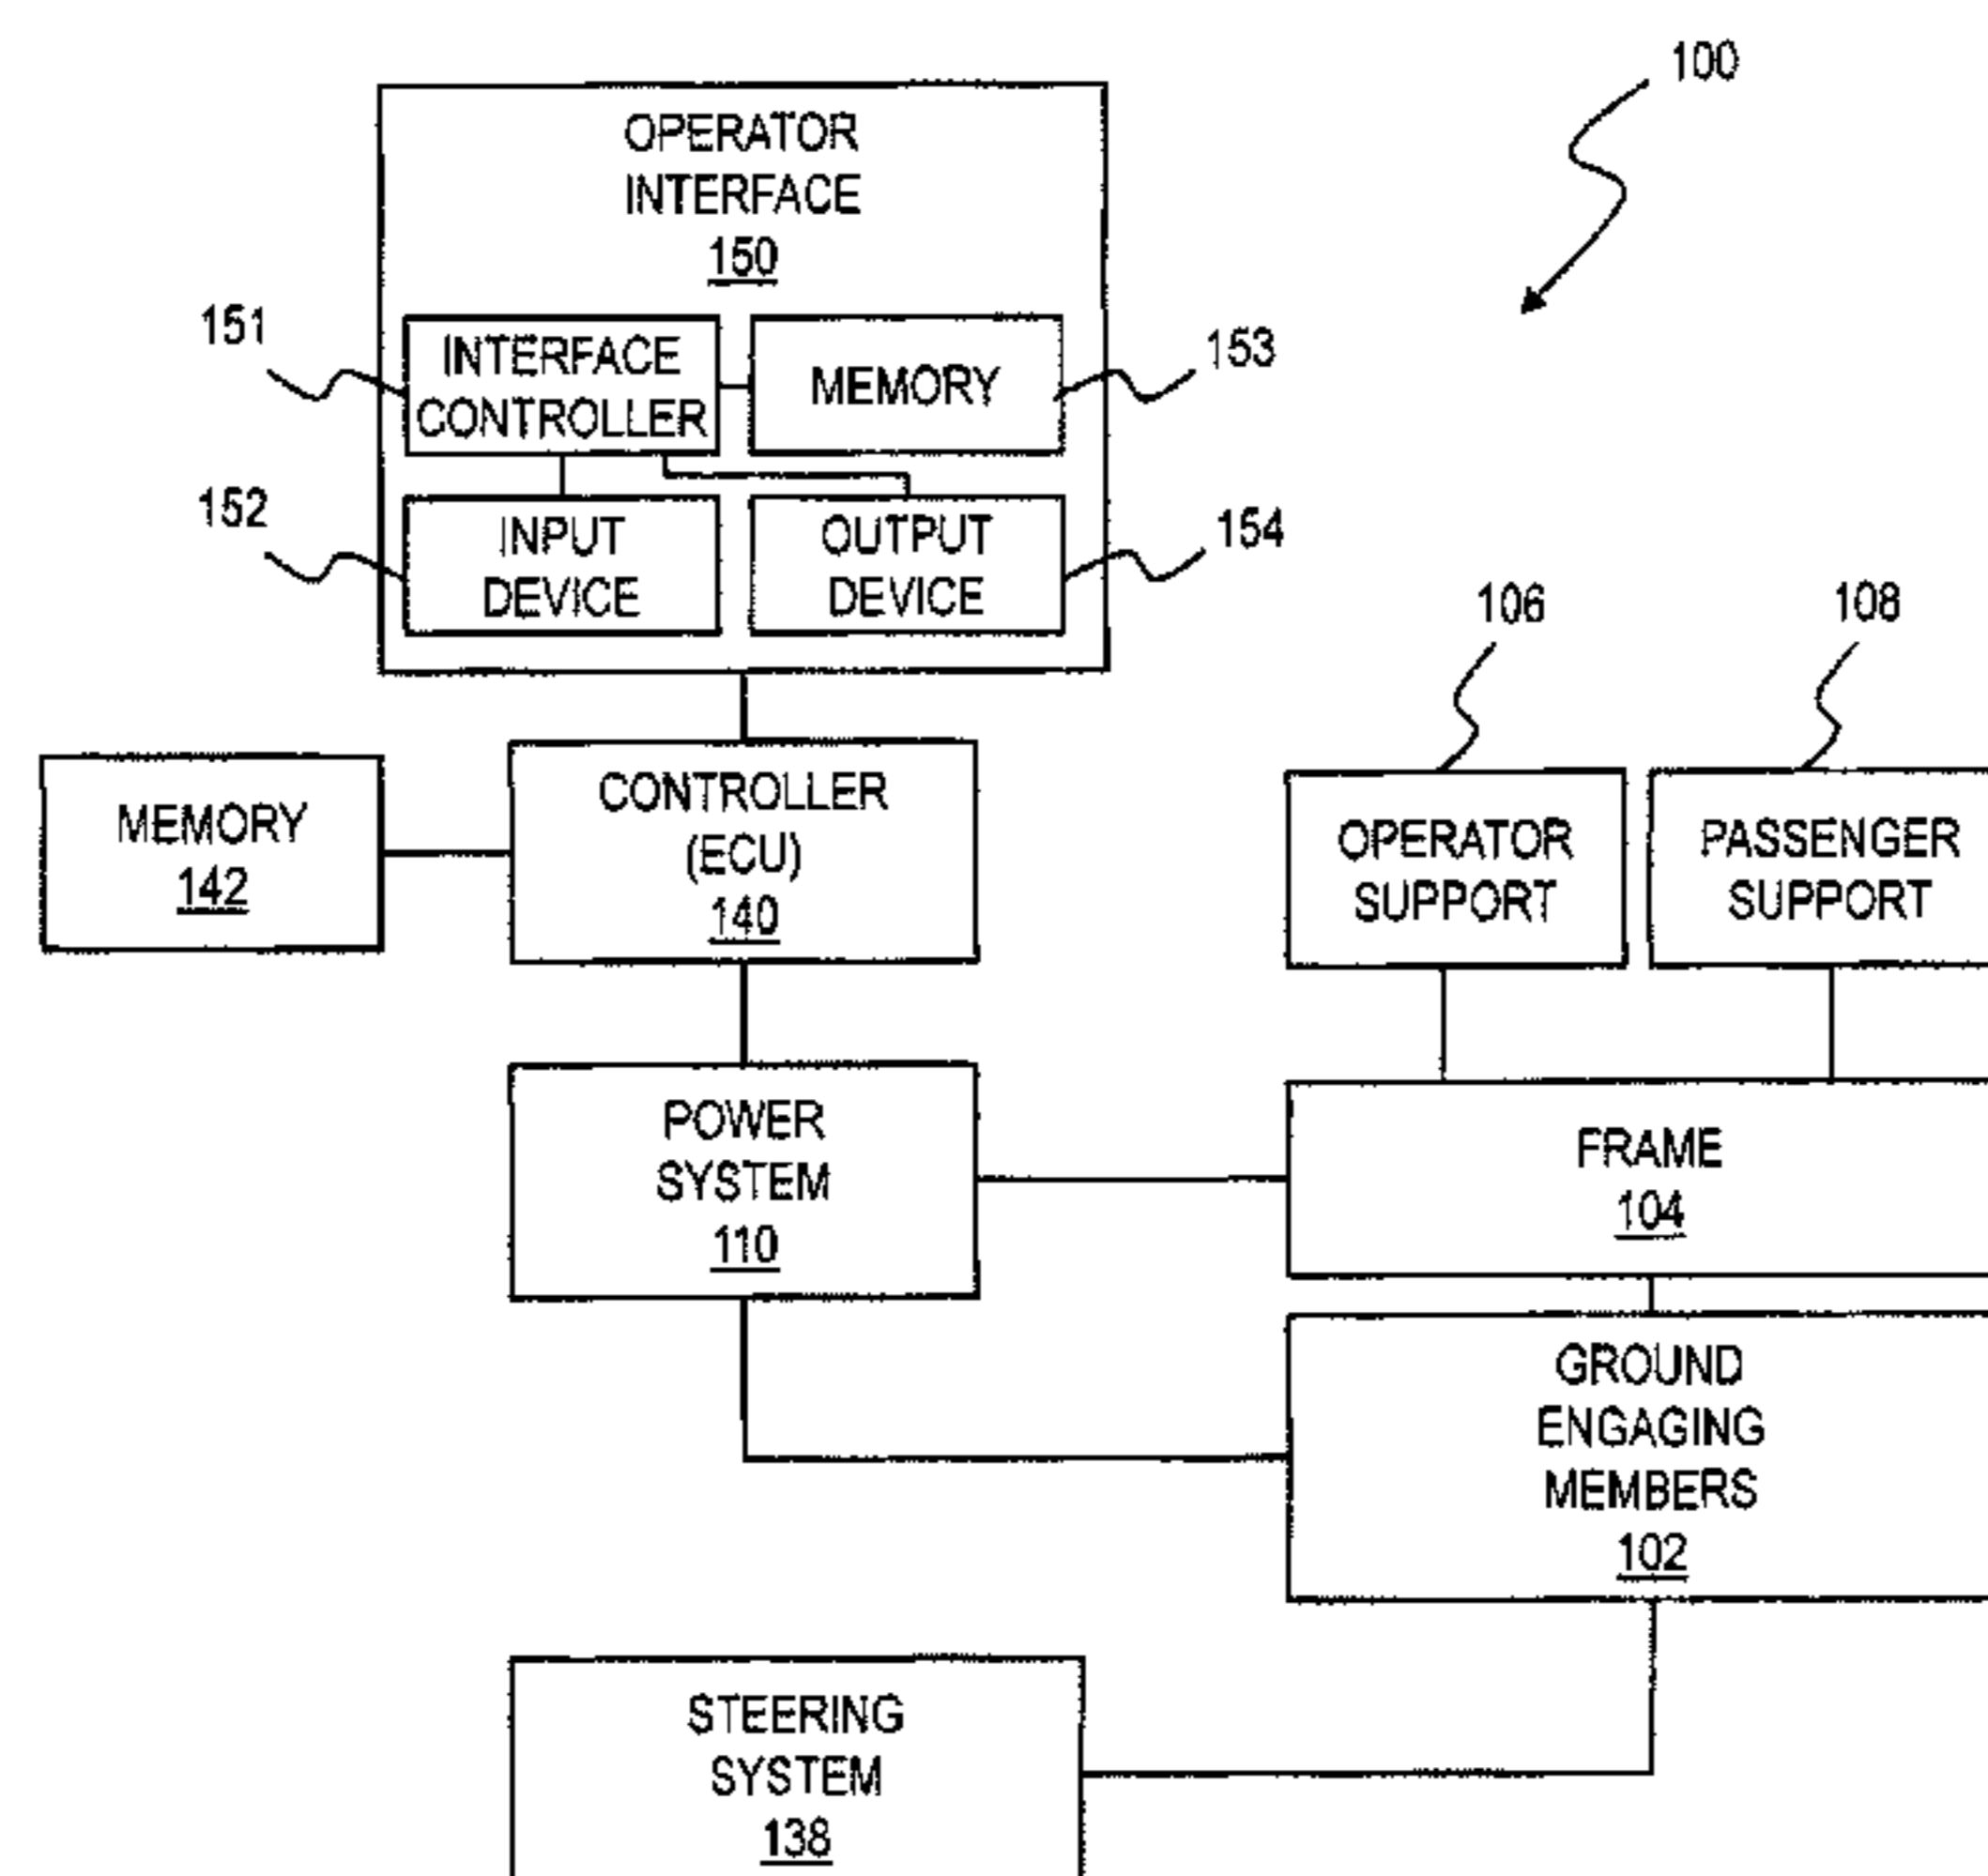 100
OPERATOR
INTERFACE
150
151
INTERFACE
CONTROLLER
MEMORY
153
152
INPUT
DEVICE
OUTPUT
DEVICE
154
106
108
MEMORY
142
CONTROLLER
(ECU)
140
OPERATOR
SUPPORT
PASSENGER
SUPPORT
POWER
SYSTEM
110
FRAME
104
GROUND
ENGAGING
MEMBERS
102
STEERING
SYSTEM
138